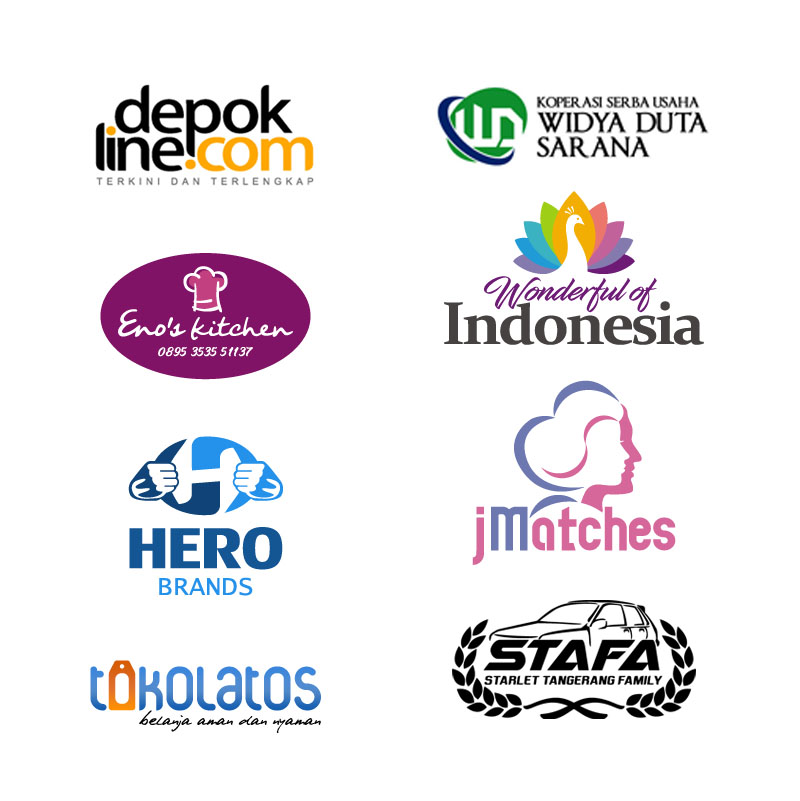 depok
line.com
TERKINI DAN TERLENGKAP
KOPERASI SERBA USAHA
WIDYA DUTA
SARANA
Eno's kitchen
0895 3535 51137
Wonderful of
Indonesia
H
HERO
BRANDS
jMatches
tokolatos
belanja aman dan nyaman
STAFA
STARLET TANGERANG FAMILY